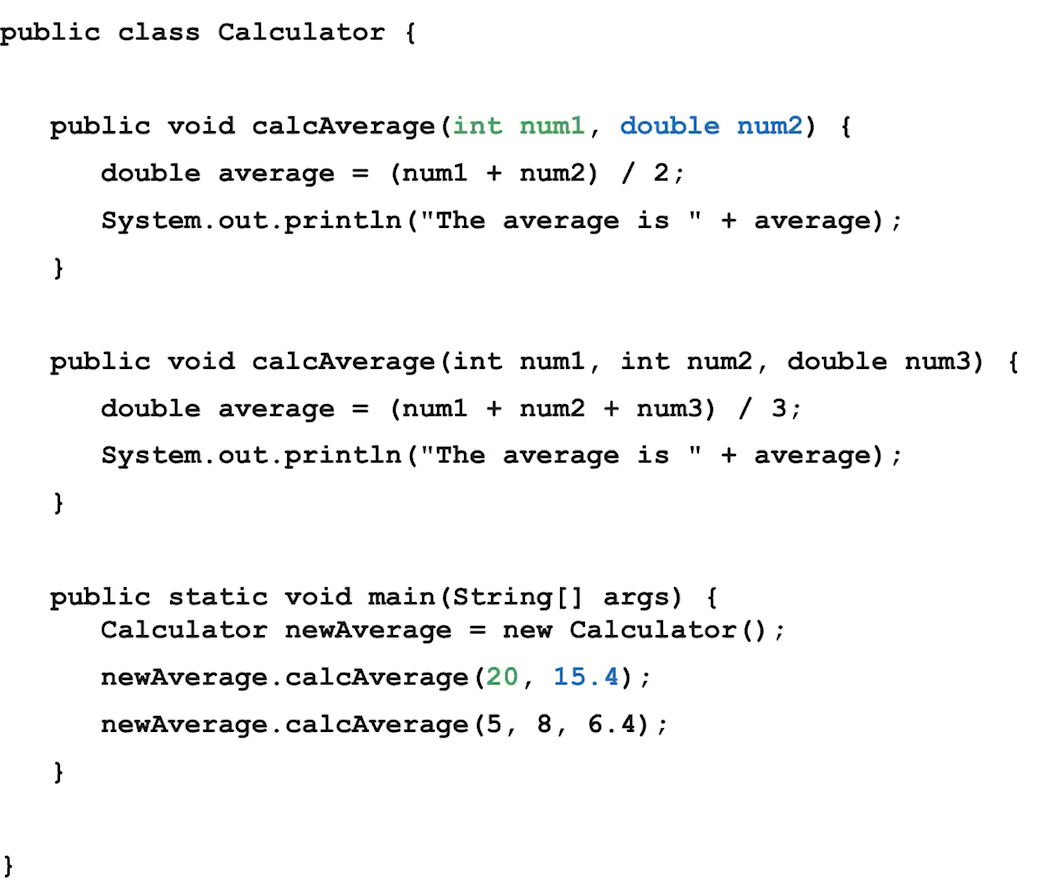 public class Calculator {
public void calcAverage(int num1, double num2) {
double average = (num1 + num2) / 2;
System.out.println("The average is " + average);
}
public void calcAverage(int num1, int num2, double num3) {
double average = (num1 + num2 + num3) / 3;
System.out.println("The average is " + average);
}
public static void main(String[] args) {
Calculator newAverage = new Calculator();
newAverage.calcAverage(20, 15.4);
newAverage.calcAverage(5, 8, 6.4);
}
}